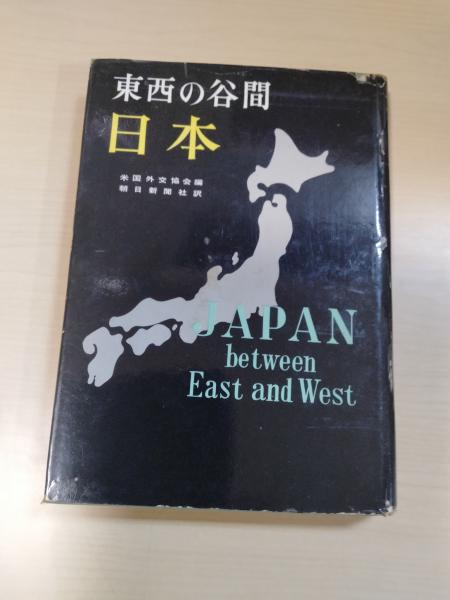 東西の谷間
日本
米国外交協会編
朝日新聞社訳
JAPAN
between
East and West